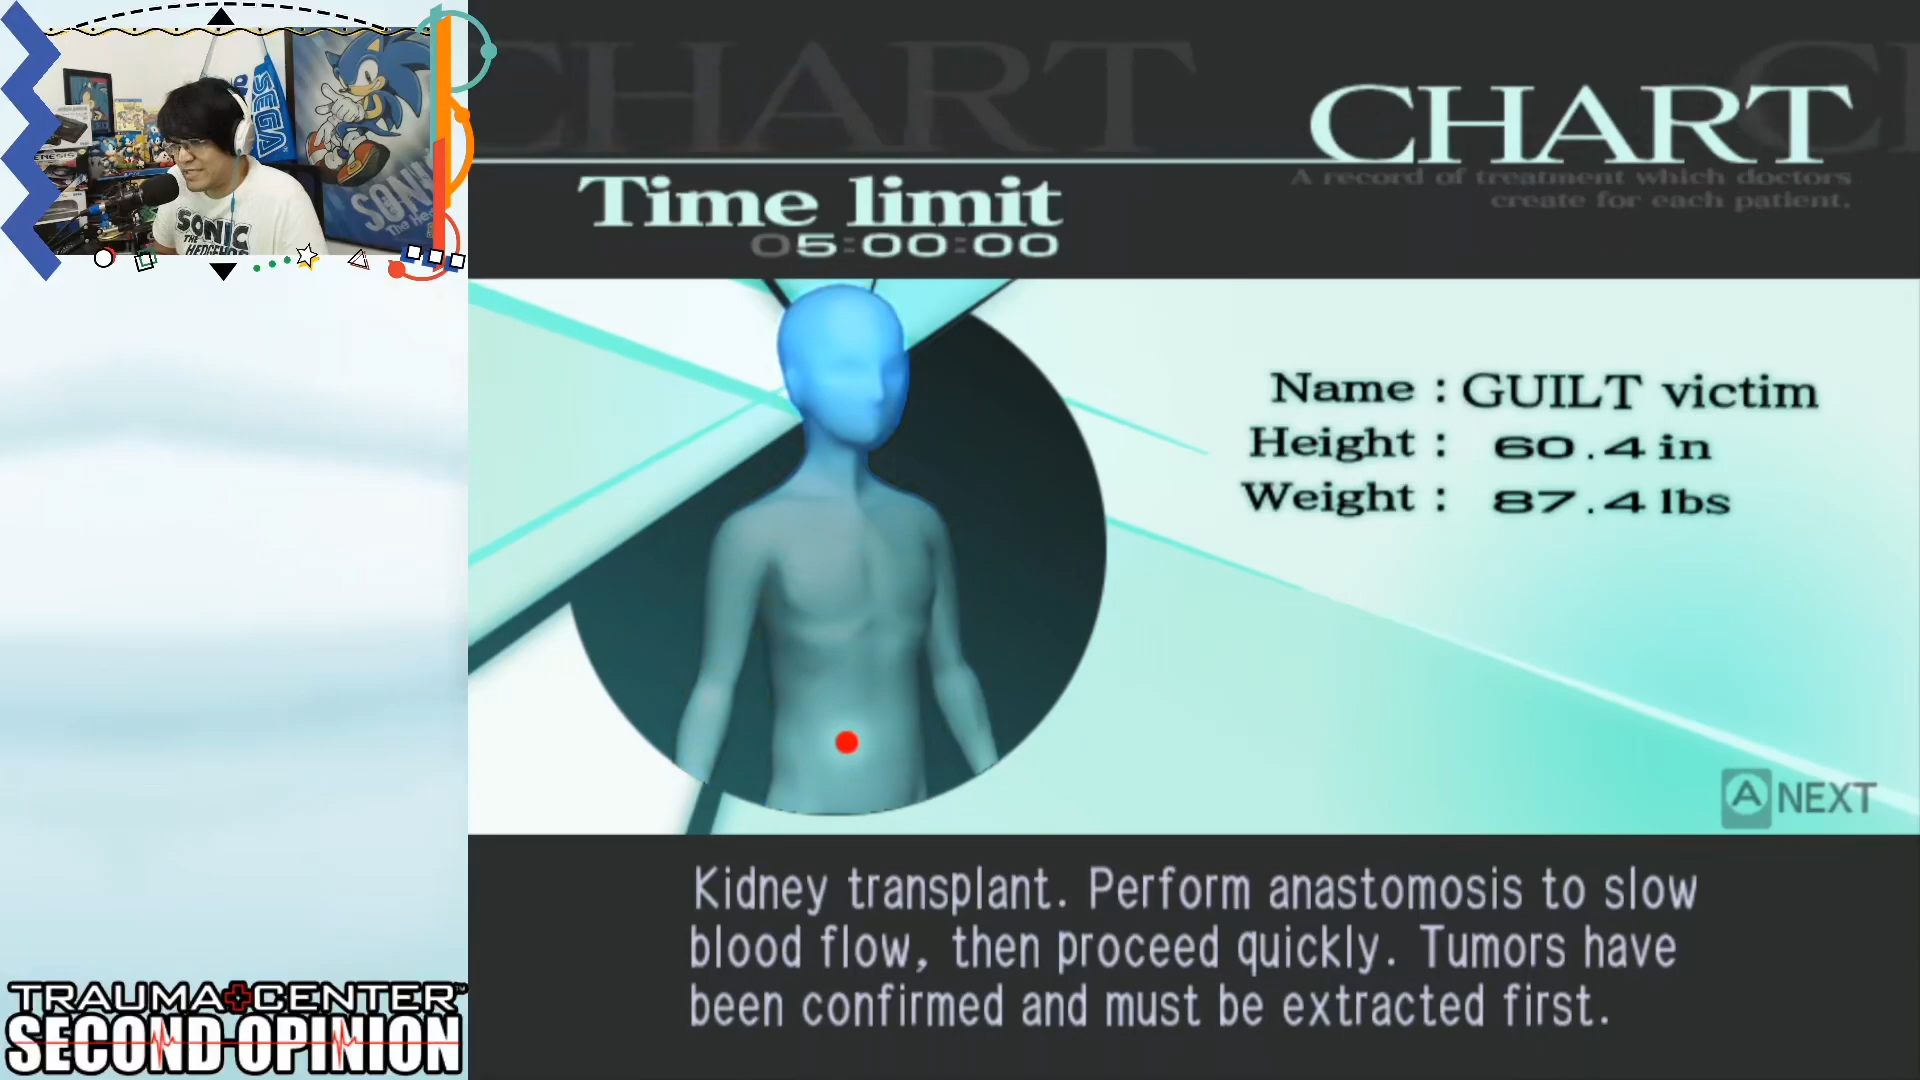 CHART
CHART
A record of treatment which doctors
create for each patient.
Time limit
05:00:00
Name : GUILT victim
Height : 60.4 in
Weight : 87.4 lbs
A NEXT
Kidney transplant. Perform anastomosis to slow
blood flow, then proceed quickly. Tumors have
been confirmed and must be extracted first.
SEGA
SONIC
The
SONIC
THE
HEDGEHOG
GENESIS
TRAUMA CENTER
SECOND OPINION